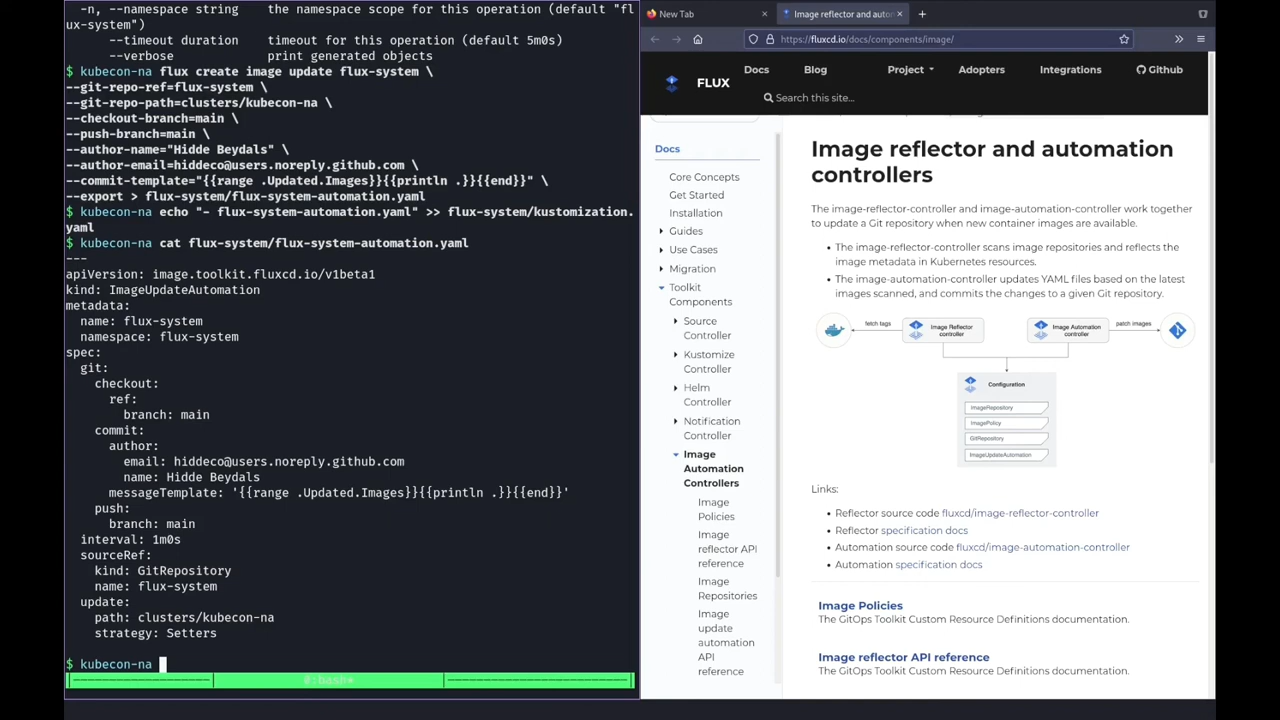 -n, --namespace string the namespace scope for this operation (default "fl
ux-system")
--timeout duration timeout for this operation (default 5m0s)
--verbose print generated objects
$ kubecon-na flux create image update flux-system \
--git-repo-ref=flux-system \
--git-repo-path=clusters/kubecon-na \
--checkout-branch=main \
--push-branch=main \
--author-name="Hidde Beydals" \
--author-email=hiddeco@users.noreply.github.com \
--commit-template="{{range .Updated.Images}}{{println .}}{{end}}" \
--export > flux-system/flux-system-automation.yaml
$ kubecon-na echo "- flux-system-automation.yaml" >> flux-system/kustomization.
yaml
$ kubecon-na cat flux-system/flux-system-automation.yaml
---
apiVersion: image.toolkit.fluxcd.io/v1beta1
kind: ImageUpdateAutomation
metadata:
name: flux-system
namespace: flux-system
spec:
git:
checkout:
ref:
branch: main
commit:
author:
email: hiddeco@users.noreply.github.com
name: Hidde Beydals
messageTemplate: '{{range .Updated.Images}}{{println .}}{{end}}'
push:
branch: main
interval: 1m0s
sourceRef:
kind: GitRepository
name: flux-system
update:
path: clusters/kubecon-na
strategy: Setters
$ kubecon-na
0:bash*
New Tab
Image reflector and autom
https://fluxcd.io/docs/components/image/
FLUX
Docs
Blog
Project
Adopters
Integrations
Github
Search this site...
Docs
Core Concepts
Get Started
Installation
Guides
Use Cases
Migration
Toolkit
Components
Source
Controller
Kustomize
Controller
Helm
Controller
Notification
Controller
Image
Automation
Controllers
Image
Policies
Image
reflector API
reference
Image
Repositories
Image
update
automation
API
reference
Image reflector and automation
controllers
The image-reflector-controller and image-automation-controller work together
to update a Git repository when new container images are available.
• The image-reflector-controller scans image repositories and reflects the
image metadata in Kubernetes resources.
• The image-automation-controller updates YAML files based on the latest
images scanned, and commits the changes to a given Git repository.
fetch tags
Image Reflector
controller
Image Automation
controller
patch images
Configuration
ImageRepository
ImagePolicy
GitRepository
ImageUpdateAutomation
Links:
• Reflector source code fluxcd/image-reflector-controller
• Reflector specification docs
• Automation source code fluxcd/image-automation-controller
• Automation specification docs
Image Policies
The GitOps Toolkit Custom Resource Definitions documentation.
Image reflector API reference
The GitOps Toolkit Custom Resource Definitions documentation.